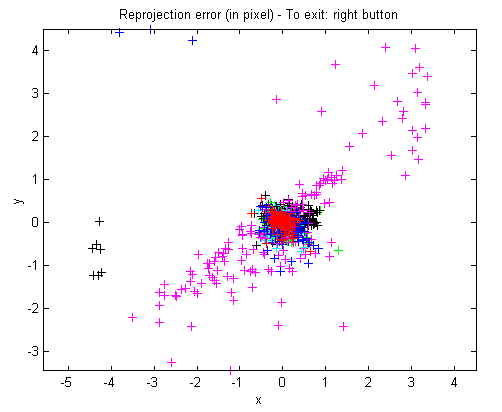 Reprojection error (in pixel) - To exit: right button
4
3
2
1
0
-1
-2
-3
y
-5 -4 -3 -2 -1 0 1 2 3 4
x